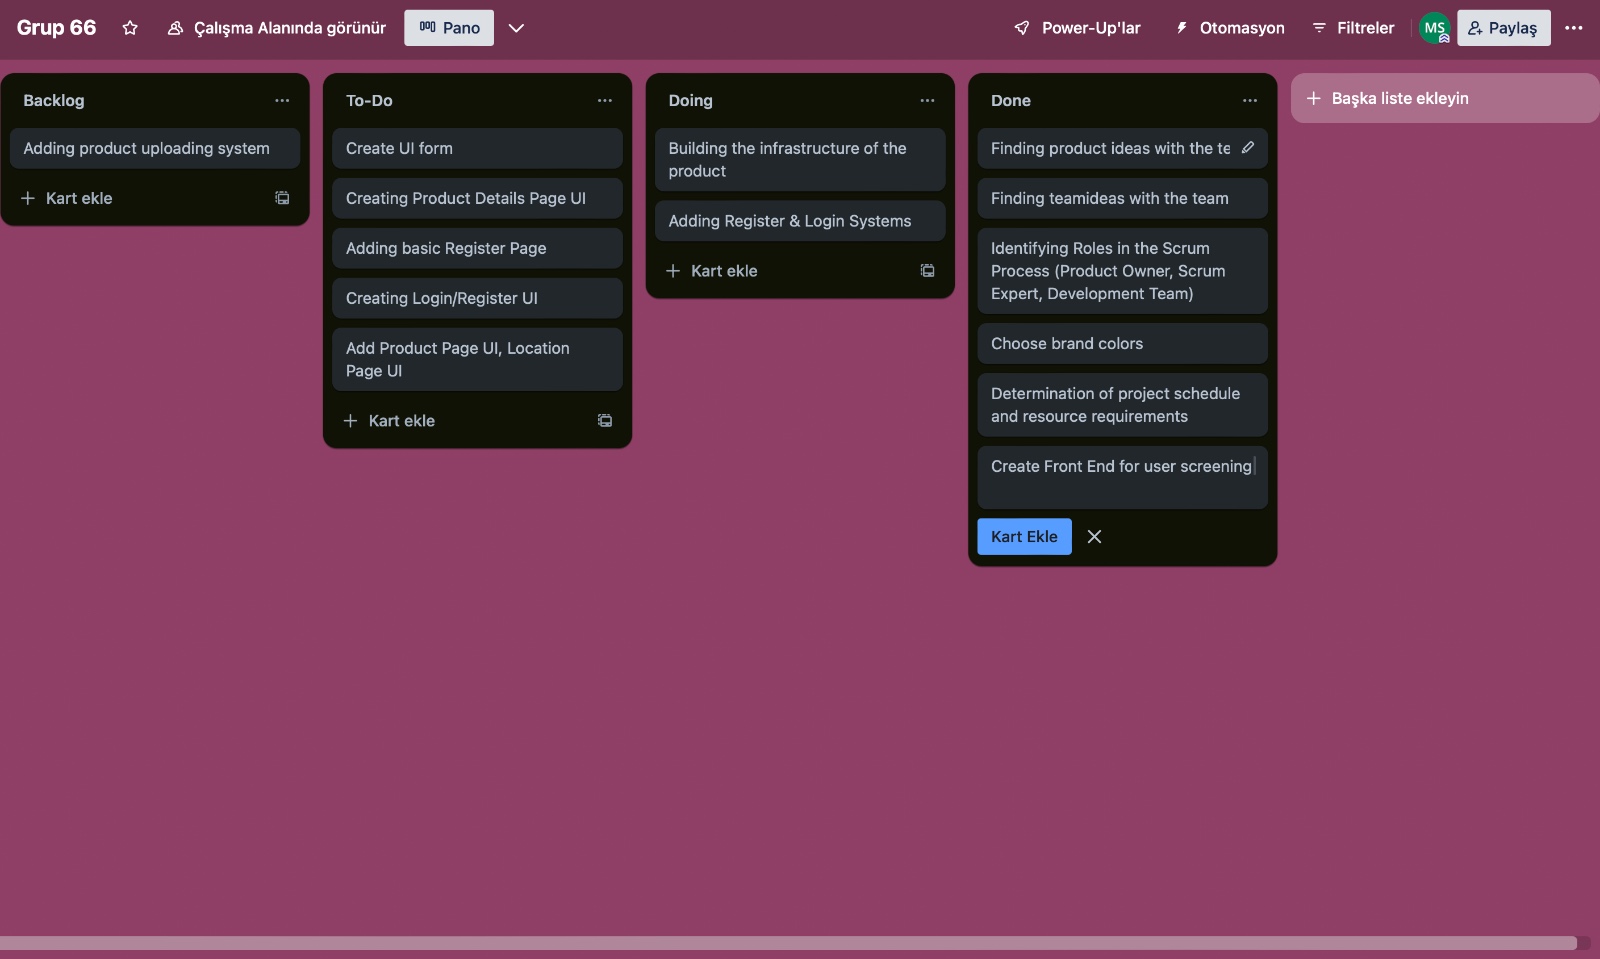 Grup 66
Çalışma Alanında görünür
Pano
Power-Up'lar
Otomasyon
Filtreler
MS
Paylaş
Backlog
Adding product uploading system
Kart ekle
To-Do
Create UI form
Creating Product Details Page UI
Adding basic Register Page
Creating Login/Register UI
Add Product Page UI, Location
Page UI
Kart ekle
Doing
Building the infrastructure of the
product
Adding Register & Login Systems
Kart ekle
Done
Finding product ideas with the te
Finding teamideas with the team
Identifying Roles in the Scrum
Process (Product Owner, Scrum
Expert, Development Team)
Choose brand colors
Determination of project schedule
and resource requirements
Create Front End for user screening
Kart Ekle
Başka liste ekleyin